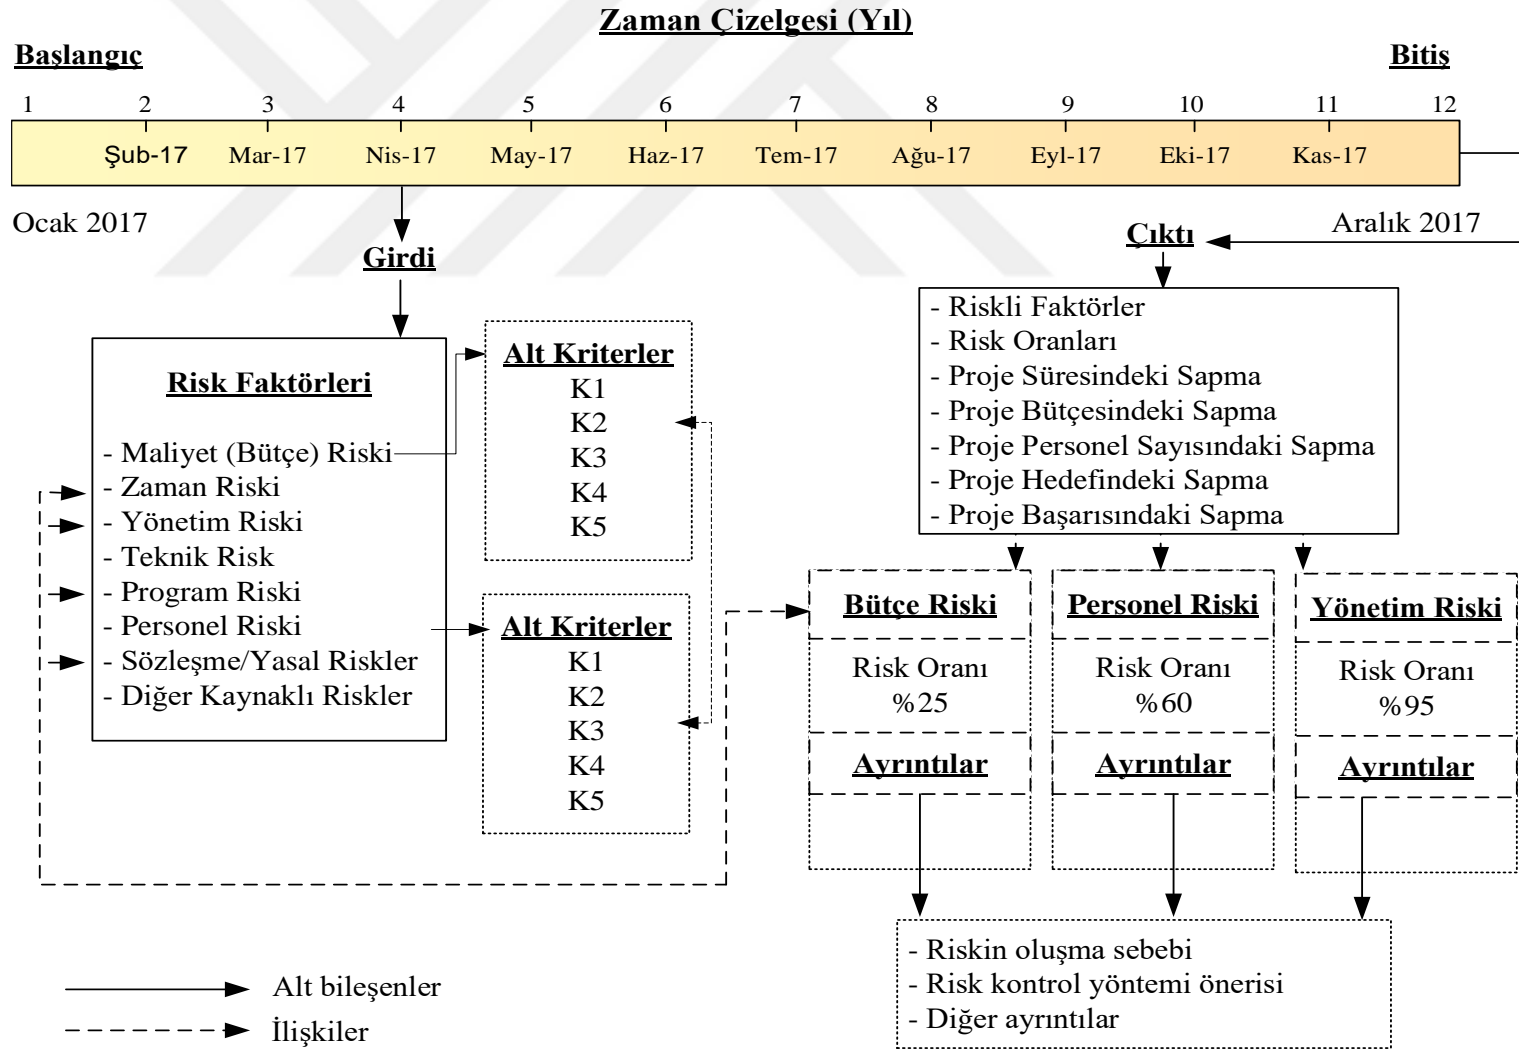 Zaman Çizelgesi (Yıl)
Başlangıç
Bitiş
1 2 3 4 5 6 7 8 9 10 11 12
Şub-17 Mar-17 Nis-17 May-17 Haz-17 Tem-17 Ağu-17 Eyl-17 Eki-17 Kas-17
Ocak 2017
Aralık 2017
Girdi
Çıktı
Risk Faktörleri
- Maliyet (Bütçe) Riski
- Zaman Riski
- Yönetim Riski
- Teknik Risk
- Program Riski
- Personel Riski
- Sözleşme/Yasal Riskler
- Diğer Kaynaklı Riskler
Alt Kriterler
K1
K2
K3
K4
K5
Alt Kriterler
K1
K2
K3
K4
K5
- Riskli Faktörler
- Risk Oranları
- Proje Süresindeki Sapma
- Proje Bütçesindeki Sapma
- Proje Personel Sayısındaki Sapma
- Proje Hedefindeki Sapma
- Proje Başarısındaki Sapma
Bütçe Riski
Risk Oranı
%25
Ayrıntılar
Personel Riski
Risk Oranı
%60
Ayrıntılar
Yönetim Riski
Risk Oranı
%95
Ayrıntılar
- Riskin oluşma sebebi
- Risk kontrol yöntemi önerisi
- Diğer ayrıntılar
Alt bileşenler
İlişkiler